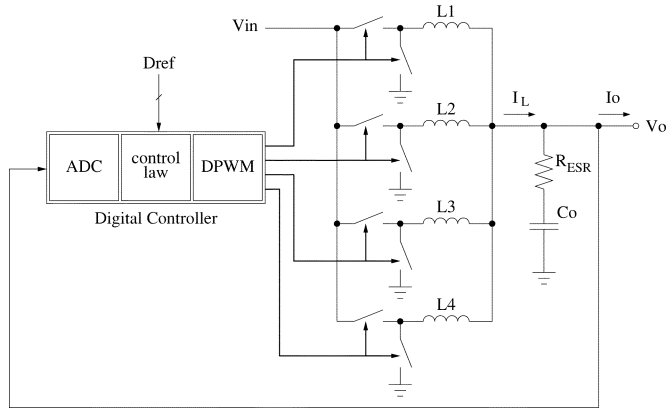 L1
Vin
Dref
L2
I_L
Io
Vo
ADC
control
law
DPWM
R_ESR
Digital Controller
L3
Co
L4